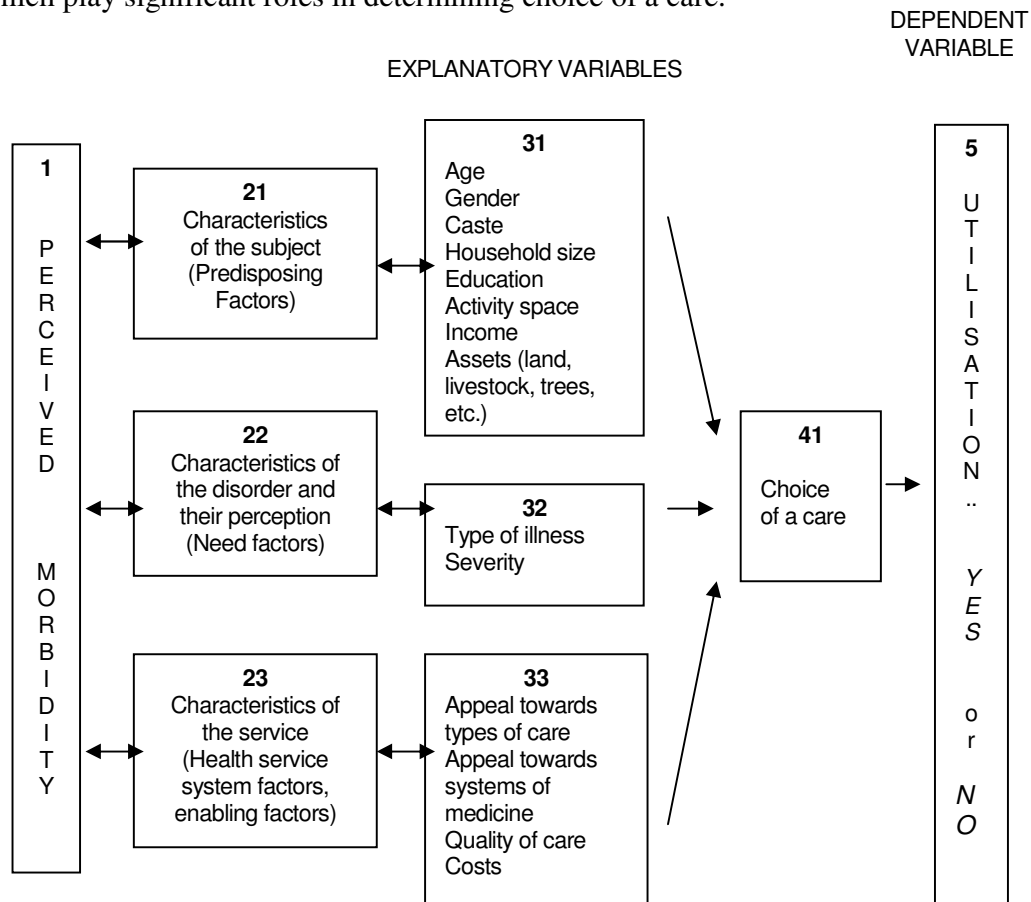 which play significant roles in determining choice of a care.
DEPENDENT
VARIABLE
EXPLANATORY VARIABLES
1
PERCEIVED
MORBIDITY
21
Characteristics
of the subject
(Predisposing
Factors)
22
Characteristics of
the disorder and
their perception
(Need factors)
23
Characteristics of
the service
(Health service
system factors,
enabling factors)
31
Age
Gender
Caste
Household size
Education
Activity space
Income
Assets (land,
livestock, trees,
etc.)
32
Type of illness
Severity
33
Appeal towards
types of care
Appeal towards
systems of
medicine
Quality of care
Costs
41
Choice
of a care
5
UTILISATION..
YES
or
NO